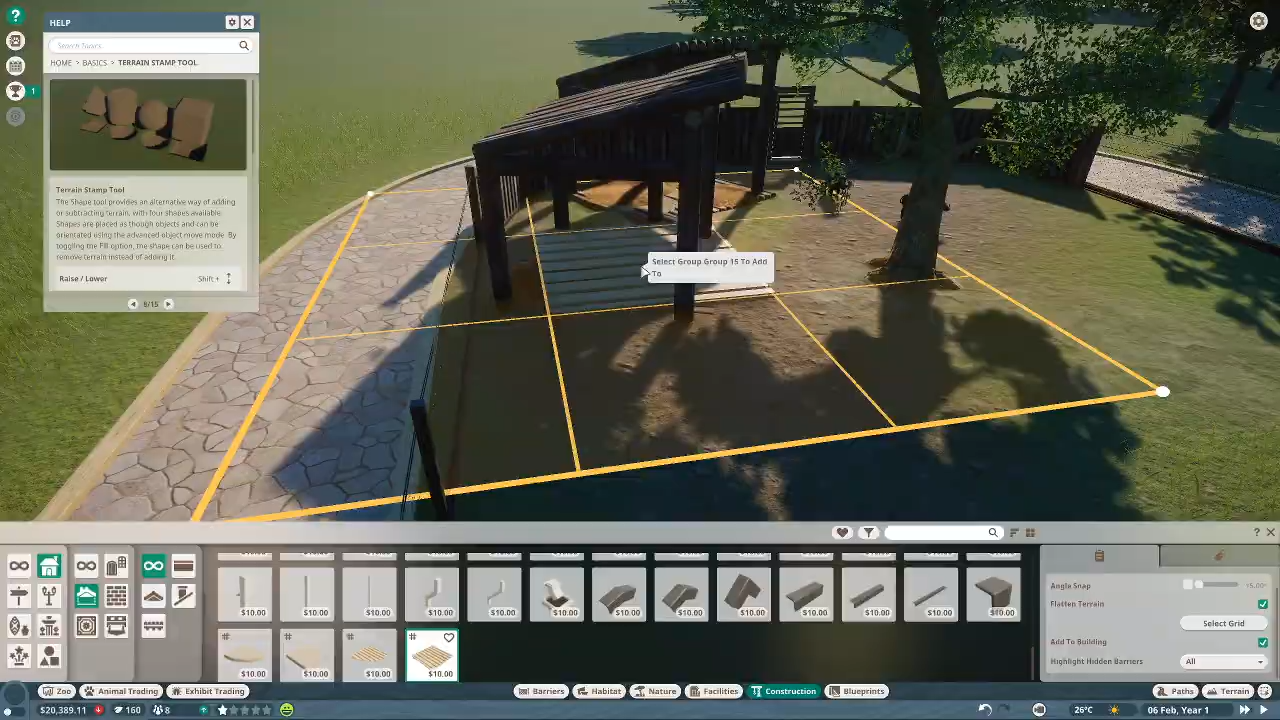 HELP
Search Topics
HOME > BASICS > TERRAIN STAMP TOOL
Terrain Stamp Tool
The Shape tool provides an alternative way of adding
or subtracting terrain, with four shapes available.
Shapes are placed as though objects and can be
orientated using the advanced object move mode. By
toggling the Fill option, the shape can be used to
remove terrain instead of adding it.
Raise / Lower Shift +
8/15
1
Select Group Group 15 To Add
To
$10.00 $10.00 $10.00 $10.00 $10.00 $10.00 $10.00 $10.00 $10.00 $10.00 $10.00 $10.00 $10.00
$10.00 $10.00 $10.00 $10.00
Angle Snap
Flatten Terrain
Select Grid
Add To Building
Highlight Hidden Barriers All
Zoo Animal Trading Exhibit Trading Barriers Habitat Nature Facilities Construction Blueprints Paths Terrain
$20,389.11 160 8 26°C 06 Feb, Year 1